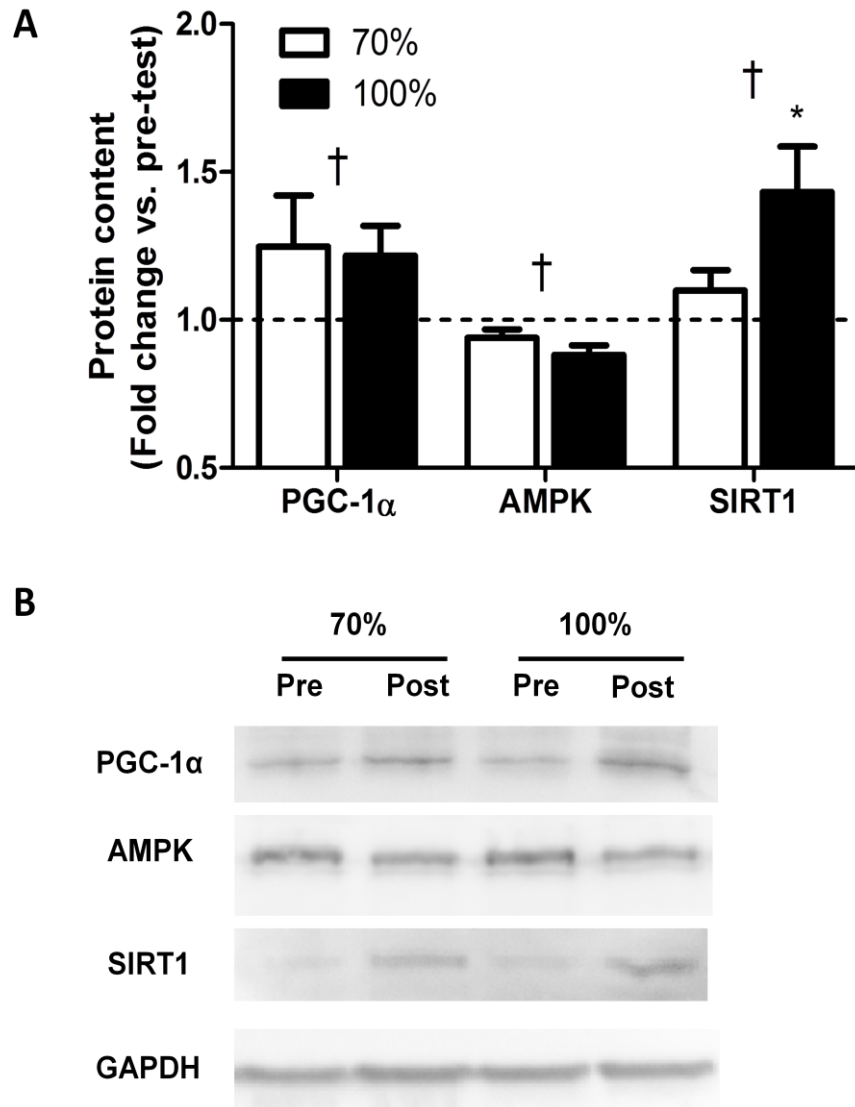 A
Protein content
(Fold change vs. pre-test)
2.0
1.5
1.0
0.5
70%
100%
†
†
†
*
PGC-1α
AMPK
SIRT1
B
70%
100%
Pre
Post
Pre
Post
PGC-1α
AMPK
SIRT1
GAPDH